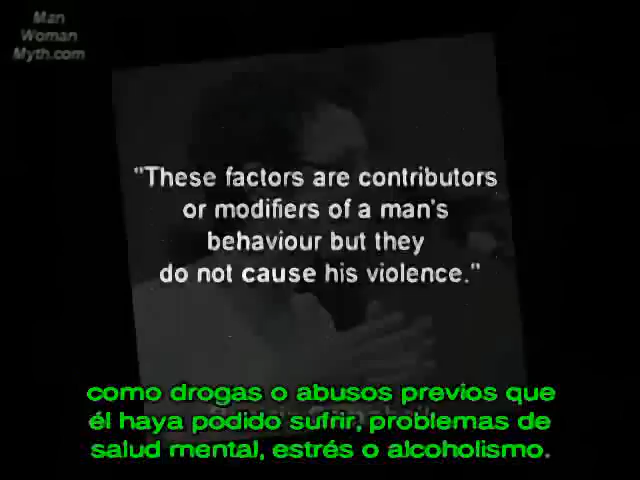 Man
Woman
Myth.com
"These factors are contributors
or modifiers of a man's
behaviour but they
do not cause his violence."
como drogas o abusos previos que
él haya podido sufrir, problemas de
salud mental, estrés o alcoholismo.